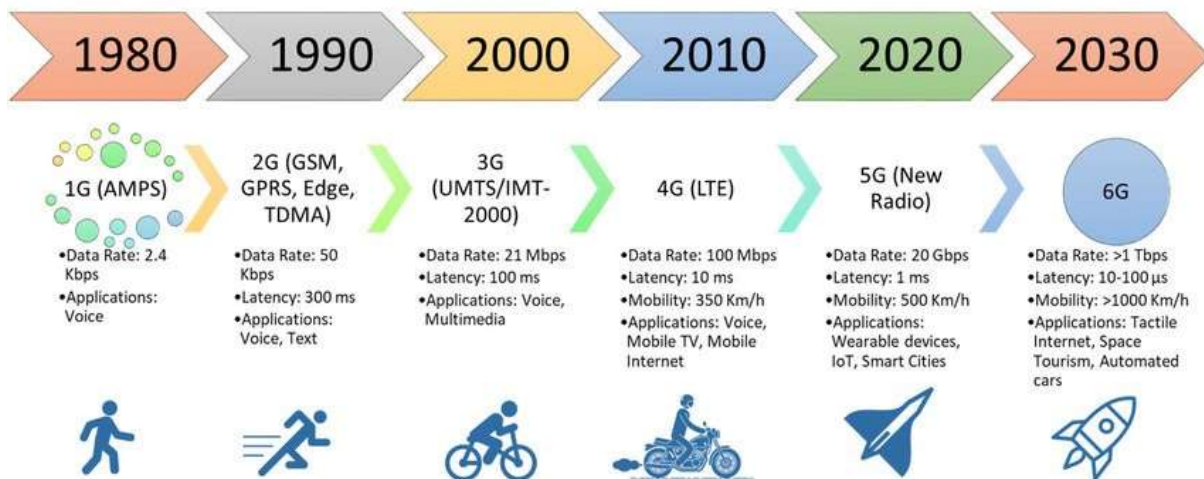 1980
1990
2000
2010
2020
2030
1G (AMPS)
2G (GSM,
GPRS, Edge,
TDMA)
3G
(UMTS/IMT-
2000)
4G (LTE)
5G (New
Radio)
6G
•Data Rate: 2.4
Kbps
•Applications:
Voice
•Data Rate: 50
Kbps
•Latency: 300 ms
•Applications:
Voice, Text
•Data Rate: 21 Mbps
•Latency: 100 ms
•Applications: Voice,
Multimedia
•Data Rate: 100 Mbps
•Latency: 10 ms
•Mobility: 350 Km/h
•Applications: Voice,
Mobile TV, Mobile
Internet
•Data Rate: 20 Gbps
•Latency: 1 ms
•Mobility: 500 Km/h
•Applications:
Wearable devices,
IoT, Smart Cities
•Data Rate: >1 Tbps
•Latency: 10-100 µs
•Mobility: >1000 Km/h
•Applications: Tactile
Internet, Space
Tourism, Automated
cars